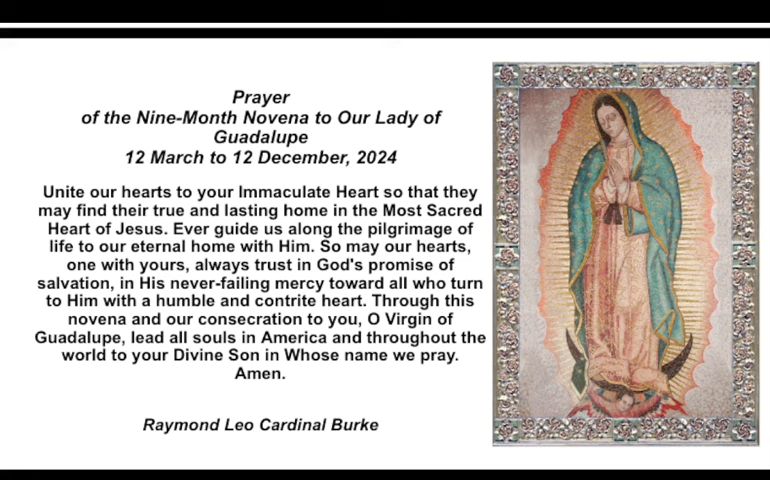 Prayer
of the Nine-Month Novena to Our Lady of
Guadalupe
12 March to 12 December, 2024
Unite our hearts to your Immaculate Heart so that they
may find their true and lasting home in the Most Sacred
Heart of Jesus. Ever guide us along the pilgrimage of
life to our eternal home with Him. So may our hearts,
one with yours, always trust in God's promise of
salvation, in His never-failing mercy toward all who turn
to Him with a humble and contrite heart. Through this
novena and our consecration to you, O Virgin of
Guadalupe, lead all souls in America and throughout the
world to your Divine Son in Whose name we pray.
Amen.
Raymond Leo Cardinal Burke